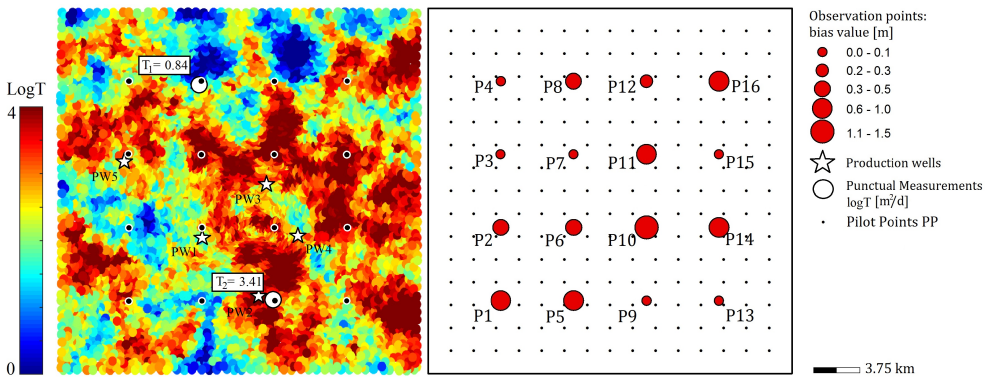 LogT
4
0
T1= 0.84
PW5
PW3
PW1
PW4
T2= 3.41
PW2
P4 P8 P12 P16
P3 P7 P11 P15
P2 P6 P10 P14
P1 P5 P9 P13
Observation points:
bias value [m]
0.0 - 0.1
0.2 - 0.3
0.3 - 0.5
0.6 - 1.0
1.1 - 1.5
Production wells
Punctual Measurements
logT [m²/d]
Pilot Points PP
3.75 km